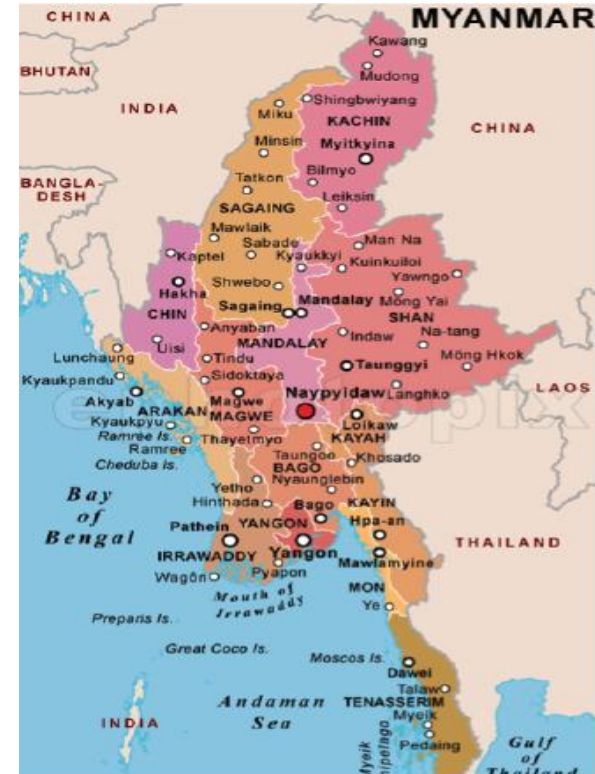 MYANMAR
CHINA
Kawang
BHUTAN
Mudong
Shingbwiyang
INDIA
Miku
KACHIN
CHINA
Myitkyina
Minsin
Bilmyo
BANGLA-
DESH
Tatkon
Leiksin
SAGAING
Mawlaik
Man Na
Sabade
Kyaukkyi
Kaptel
Kuinkuiloi
Yawngo
Hakha
Shwebo
Mong Yai
Sagaing
Mandalay
SHAN
CHIN
Anyaban
Indaw
Na-tang
Uisi
MANDALAY
Lunchaung
Tindu
Taunggyi
Möng Hkok
Kyaukpandu
Sidoktaya
Naypyidaw
Langhko
LAOS
Akyab
Magwe
ARAKAN
MAGWE
Loikaw
Kyaukpyu
KAYAH
Ramree Is.
Thayetmyo
Ramree
Taungoo
Khosado
Cheduba Is.
BAGO
Nyaunglebin
Yetho
Bay
of
Bengal
Hinthada
Bago
KAYIN
Pathein
YANGON
Hpa-an
IRRAWADDY
Yangon
THAILAND
Mawlamyine
Wagôn
Pyapon
MON
Mouth of
Irrawaddy
Ye
Preparis Is.
Great Coco Is.
Moscos Is.
Dawei
Talaw
Andaman
Sea
TENASSERIM
INDIA
Myeik
Pedaing
Gulf
of
Thailand
Myeik